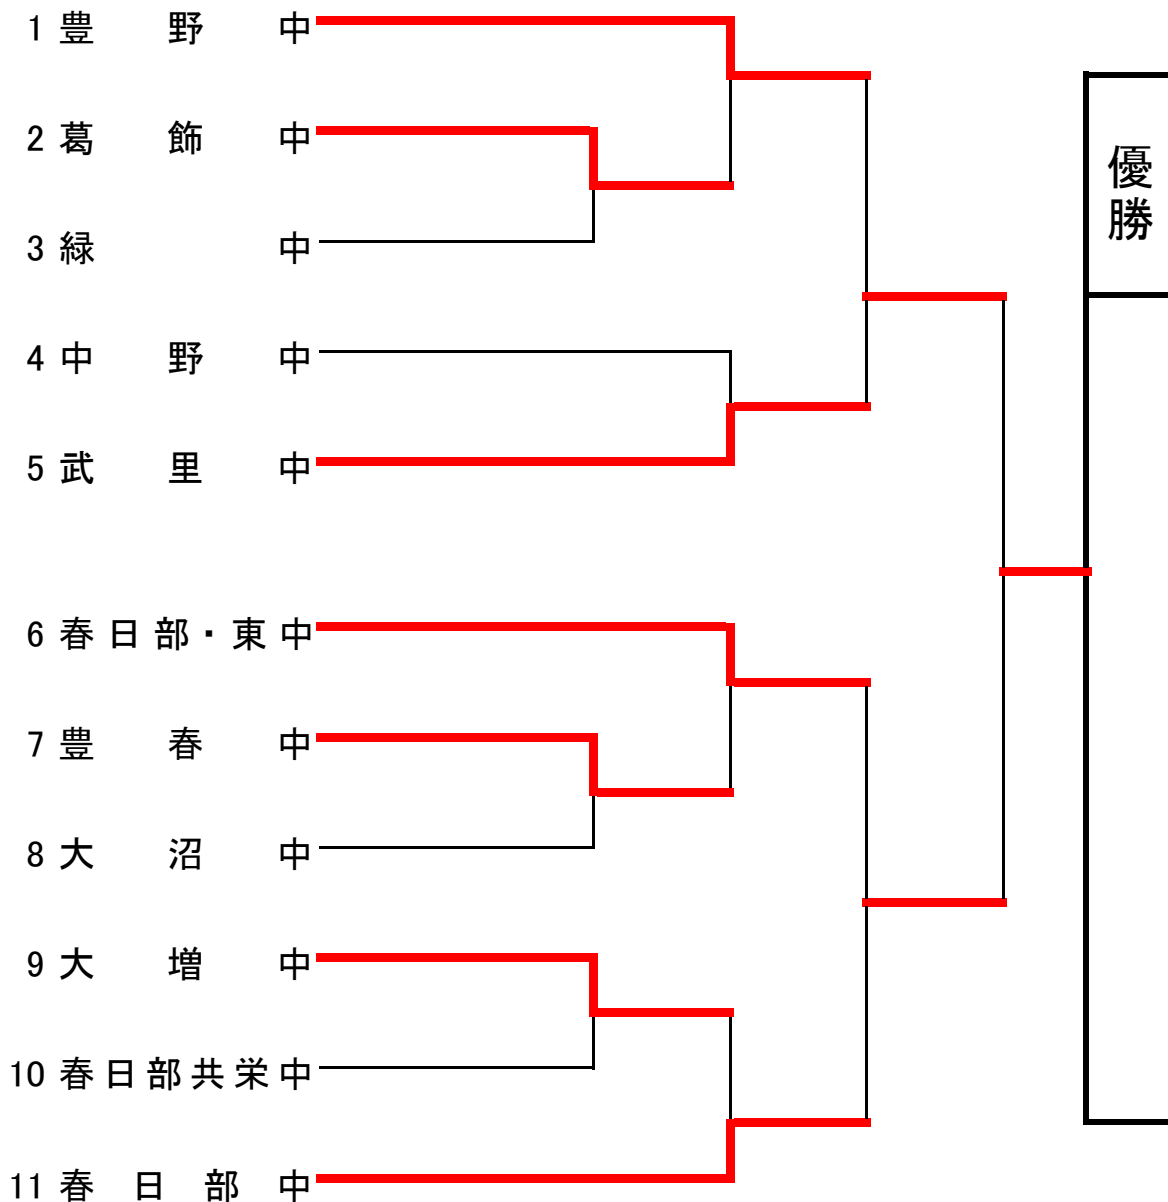 1 豊野中
2 葛飾中
3 緑中
4 中野中
5 武里中
6 春日部・東中
7 豊春中
8 大沼中
9 大増中
10 春日部共栄中
11 春日部中
優勝